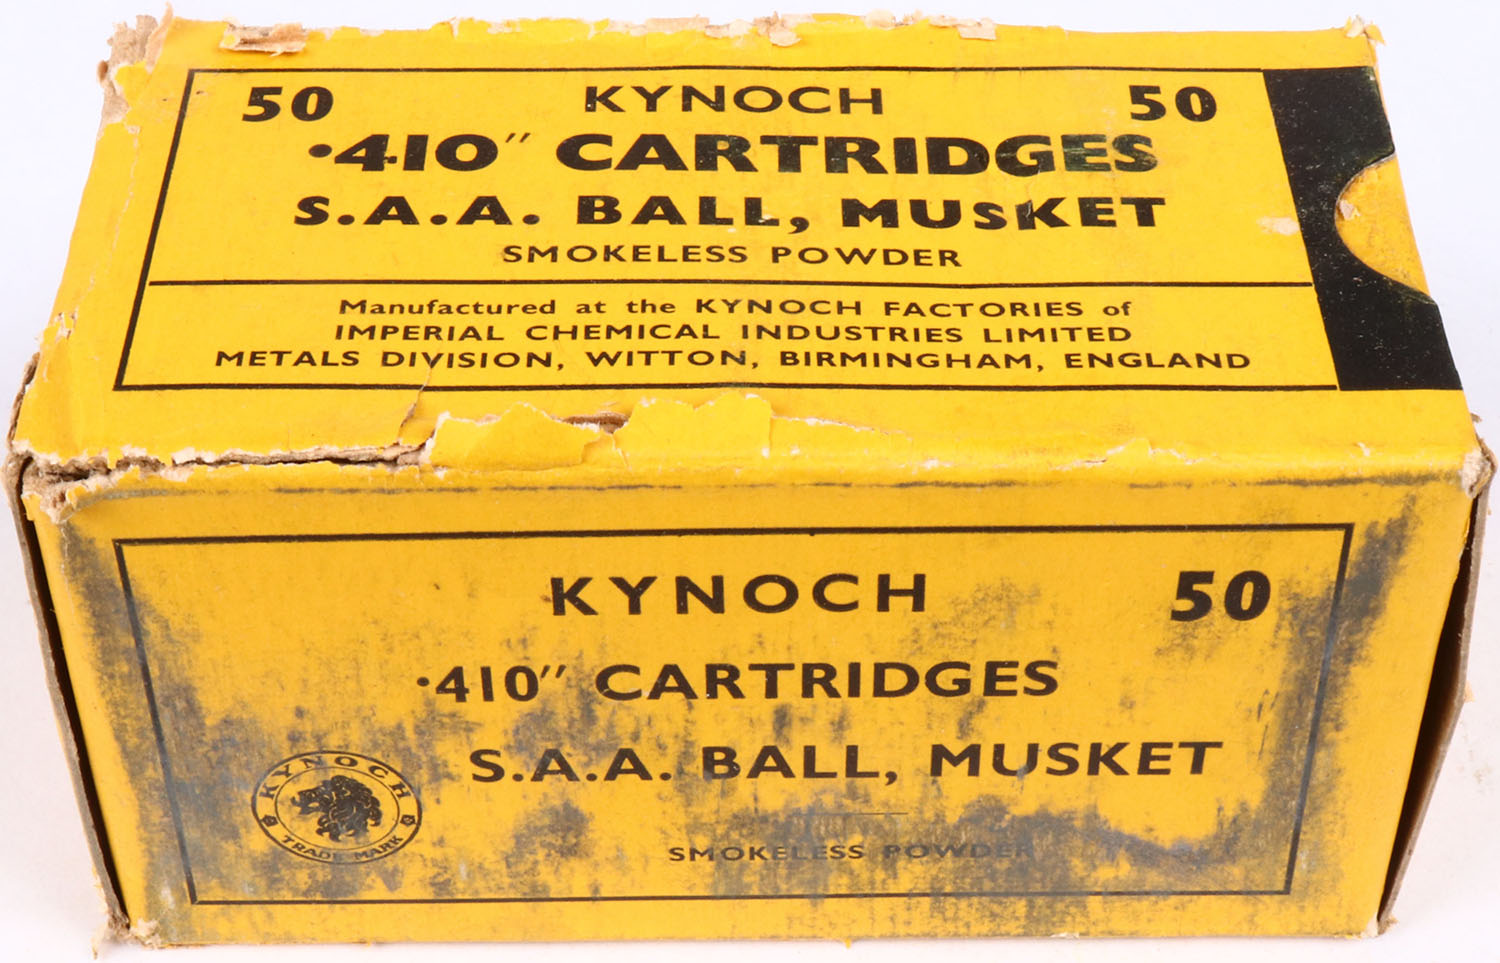 50 KYNOCH 50
·410″ CARTRIDGES
S.A.A. BALL, MUSKET
SMOKELESS POWDER
Manufactured at the KYNOCH FACTORIES of
IMPERIAL CHEMICAL INDUSTRIES LIMITED
METALS DIVISION, WITTON, BIRMINGHAM, ENGLAND
KYNOCH 50
·410″ CARTRIDGES
S.A.A. BALL, MUSKET
KYNOCH
TRADE MARK
SMOKELESS POWDER